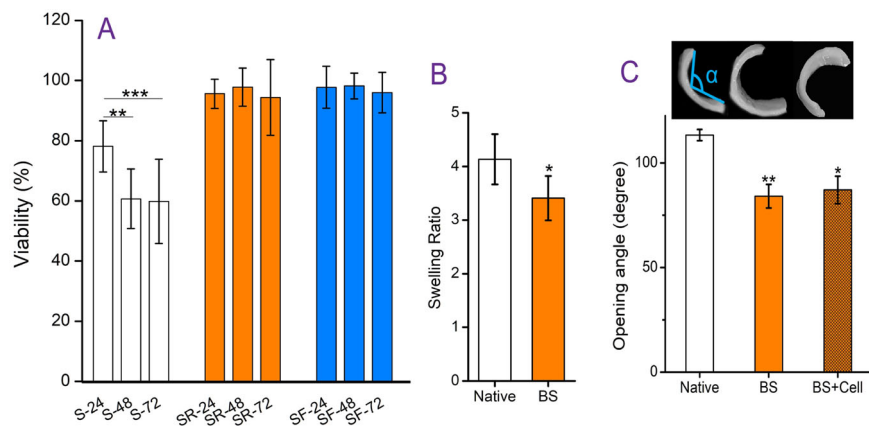 A
Viability (%)
120
100
80
60
40
20
0
***
**
S-24
S-48
S-72
SR-24
SR-48
SR-72
SF-24
SF-48
SF-72
B
Swelling Ratio
5
4
3
2
1
0
*
Native
BS
C
α
Opening angle (degree)
100
50
0
**
*
Native
BS
BS+Cell